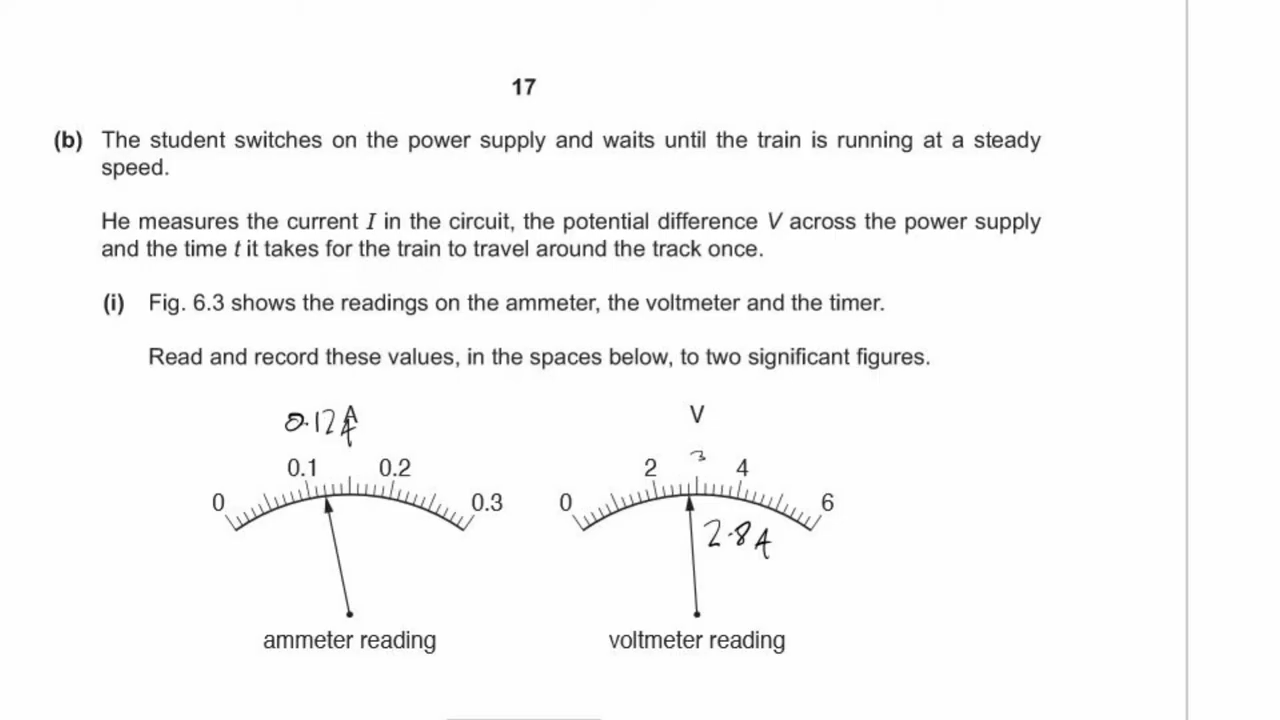 17
(b) The student switches on the power supply and waits until the train is running at a steady
speed.
He measures the current I in the circuit, the potential difference V across the power supply
and the time t it takes for the train to travel around the track once.
(i) Fig. 6.3 shows the readings on the ammeter, the voltmeter and the timer.
Read and record these values, in the spaces below, to two significant figures.
0.12A
V
0 0.1 0.2 0.3
0 2 3 4 6
2.8A
ammeter reading
voltmeter reading